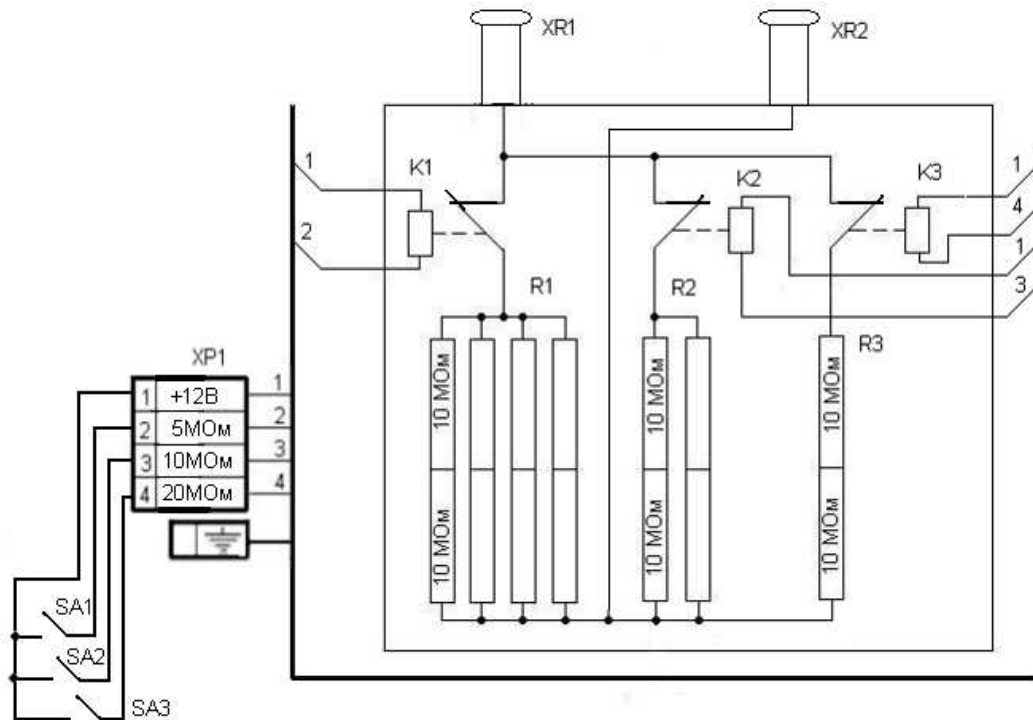 XR1
XR2
1
K1
K2
K3
1
4
2
1
3
R1
R2
R3
10 МОм
10 МОм
10 МОм
10 МОм
10 МОм
10 МОм
XP1
1 +12В 1
2 5МОм 2
3 10МОм 3
4 20МОм 4
SA1
SA2
SA3